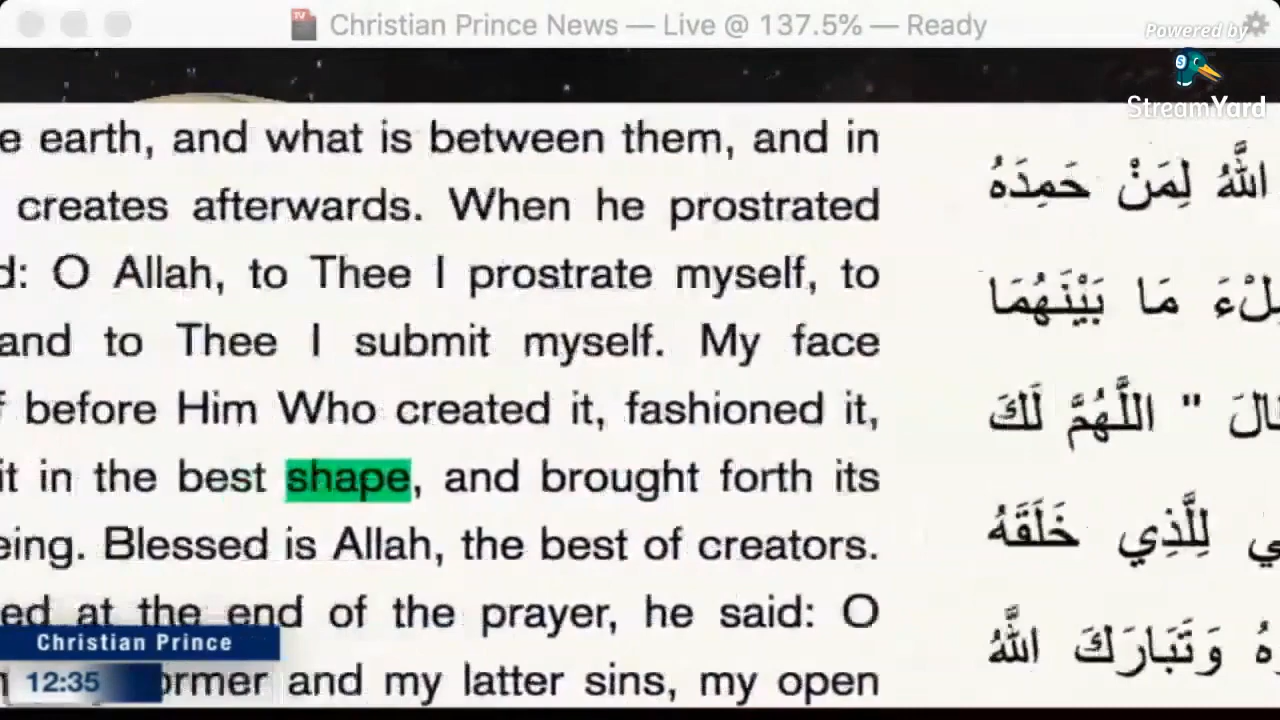 Christian Prince News — Live @ 137.5% — Ready
Powered by
StreamYard
e earth, and what is between them, and in
creates afterwards. When he prostrated
d: O Allah, to Thee I prostrate myself, to
and to Thee I submit myself. My face
f before Him Who created it, fashioned it,
it in the best shape, and brought forth its
eing. Blessed is Allah, the best of creators.
ed at the end of the prayer, he said: O
ormer and my latter sins, my open
اللَّهُ لِمَنْ حَمِدَهُ
مِلْءَ مَا بَيْنَهُمَا
قَالَ " اللَّهُمَّ لَكَ
ي لِلَّذِي خَلَقَهُ
هُ وَتَبَارَكَ اللَّهُ
Christian Prince
12:35